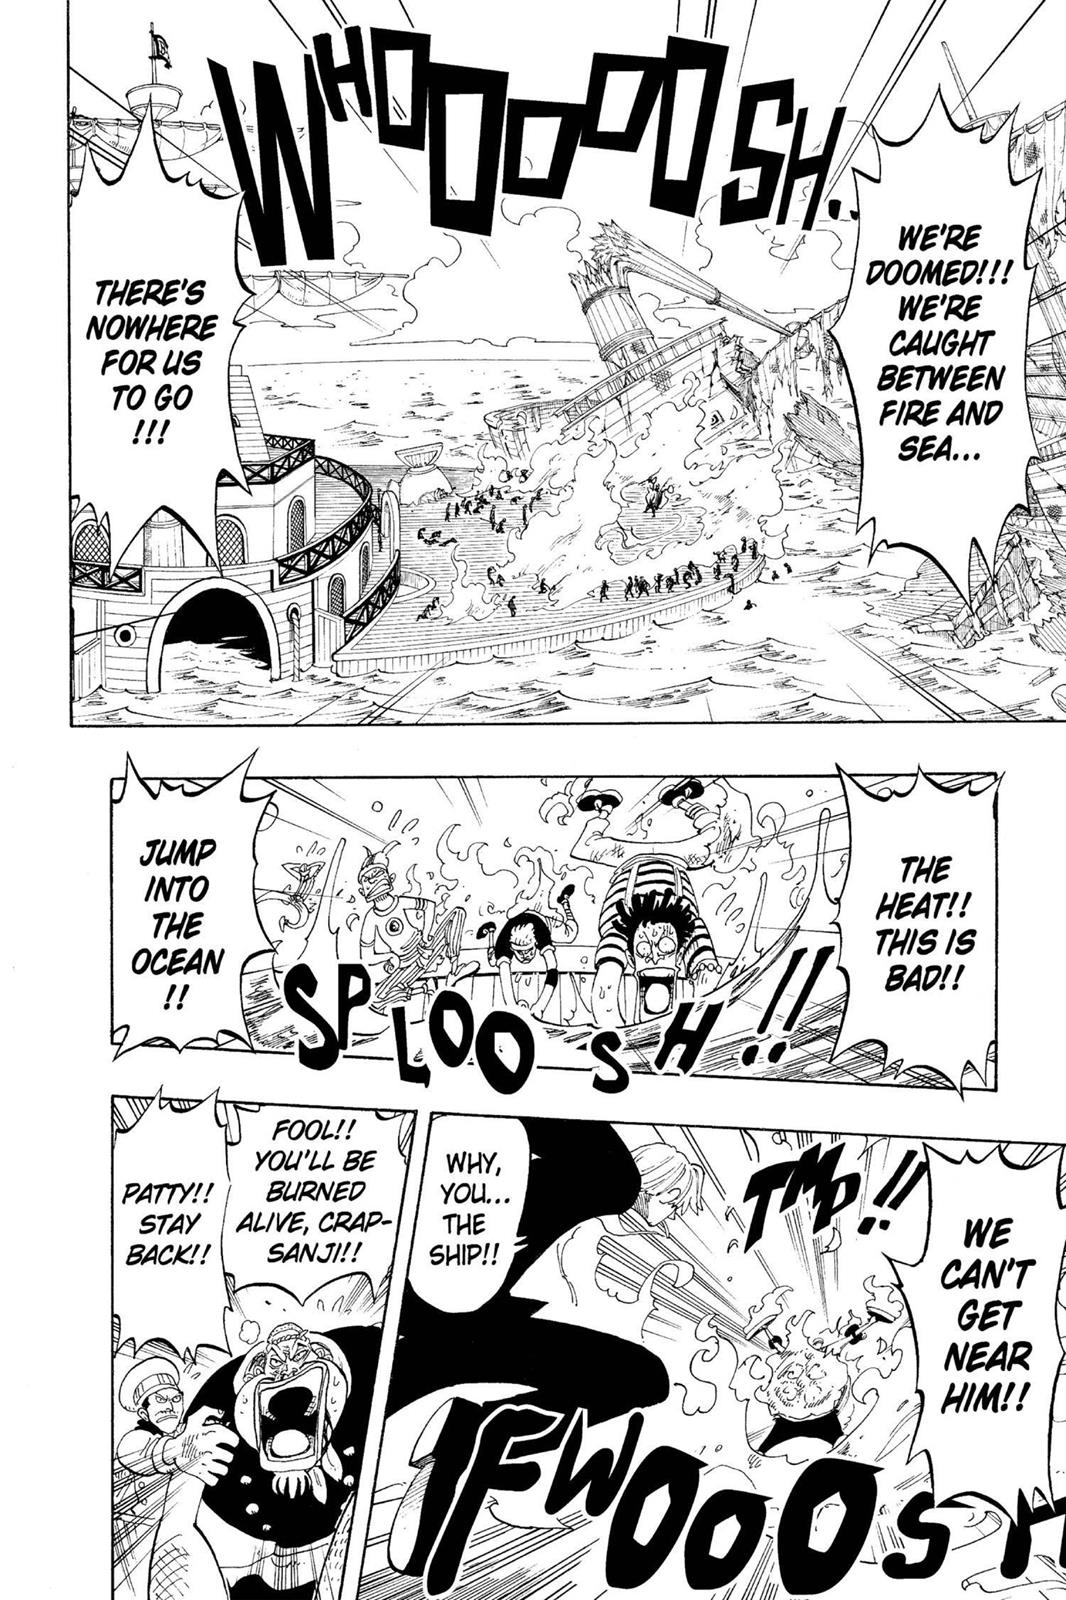 WHOOOOOOSH..
WE'RE
DOOMED!!!
WE'RE
CAUGHT
BETWEEN
FIRE AND
SEA...
THERE'S
NOWHERE
FOR US
TO GO
!!!
THE
HEAT!!
THIS IS
BAD!!
JUMP
INTO
THE
OCEAN
!!
SPLOOSH!!
WE
CAN'T
GET
NEAR
HIM!!
TMP!!
WHY,
YOU...
THE
SHIP!!
FWOOOSH
FOOL!!
YOU'LL BE
BURNED
ALIVE, CRAP-
SANJI!!
PATTY!!
STAY
BACK!!